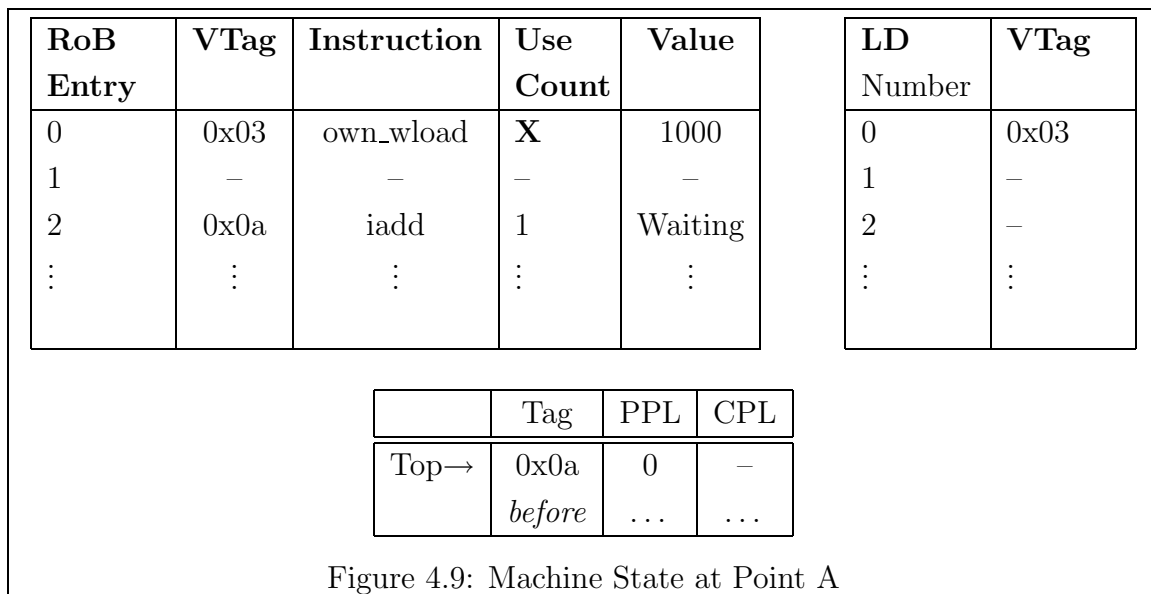 RoB VTag Instruction Use Value LD VTag
Entry Count Number
0 0x03 own_wload X 1000 0 0x03
1 – – – – 1 –
2 0x0a iadd 1 Waiting 2 –
⋮ ⋮ ⋮ ⋮ ⋮ ⋮ ⋮
Tag PPL CPL
Top→ 0x0a 0 –
before ... ...
Figure 4.9: Machine State at Point A